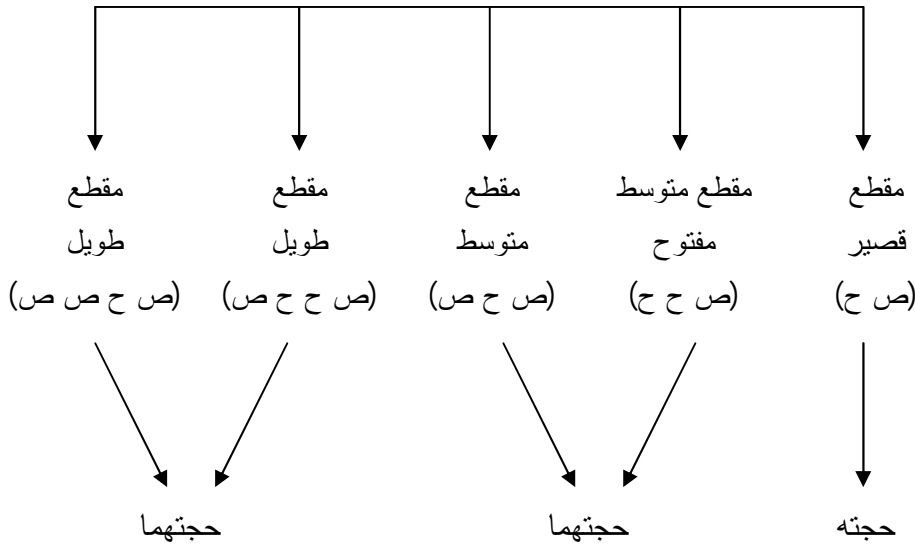 مقطع مقطع متوسط مقطع مقطع مقطع
قصير مفتوح متوسط طويل طويل
(ص ح) (ص ح ح) (ص ح ص) (ص ح ح ص) (ص ح ص ص)
حجته حجتهما حجتهما